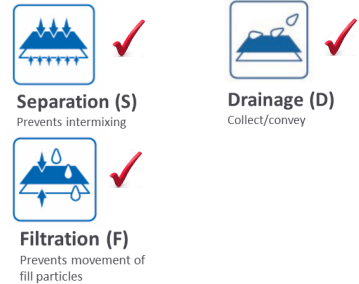 Separation (S)
Prevents intermixing
Drainage (D)
Collect/convey
Filtration (F)
Prevents movement of
fill particles